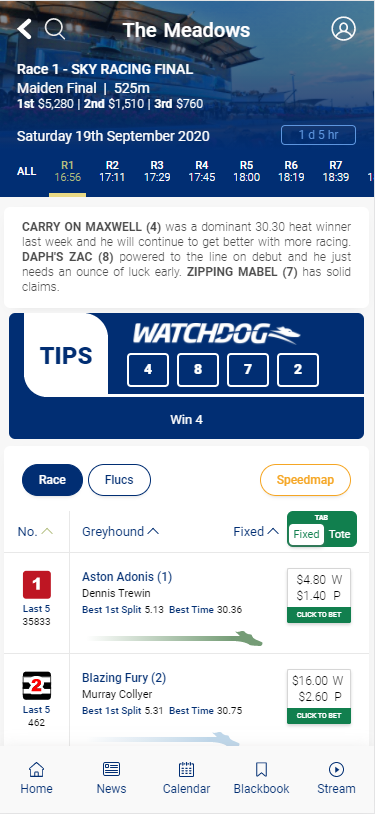 The Meadows
Race 1 - SKY RACING FINAL
Maiden Final | 525m
1st $5,280 | 2nd $1,510 | 3rd $760
Saturday 19th September 2020
1 d 5 hr
ALL R1 R2 R3 R4 R5 R6 R7
16:56 17:11 17:29 17:45 18:00 18:19 18:39 1
CARRY ON MAXWELL (4) was a dominant 30.30 heat winner
last week and he will continue to get better with more racing.
DAPH'S ZAC (8) powered to the line on debut and he just
needs an ounce of luck early. ZIPPING MABEL (7) has solid
claims.
TIPS
WATCHDOG
4 8 7 2
Win 4
Race Flucs Speedmap
No. Greyhound Fixed
TAB
Fixed Tote
1
Last 5
35833
Aston Adonis (1)
Dennis Trewin
Best 1st Split 5.13 Best Time 30.36
$4.80 W
$1.40 P
CLICK TO BET
2
Last 5
462
Blazing Fury (2)
Murray Collyer
Best 1st Split 5.31 Best Time 30.75
$16.00 W
$2.60 P
CLICK TO BET
Home News Calendar Blackbook Stream